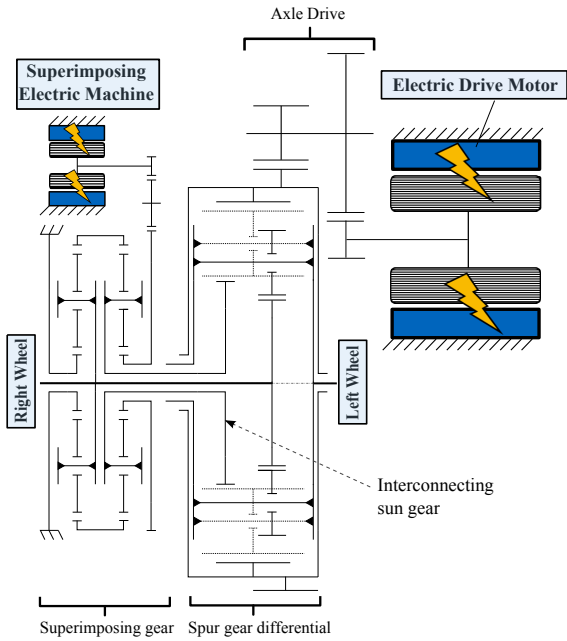 Axle Drive
Superimposing
Electric Machine
Electric Drive Motor
Right Wheel
Left Wheel
Interconnecting
sun gear
Superimposing gear
Spur gear differential